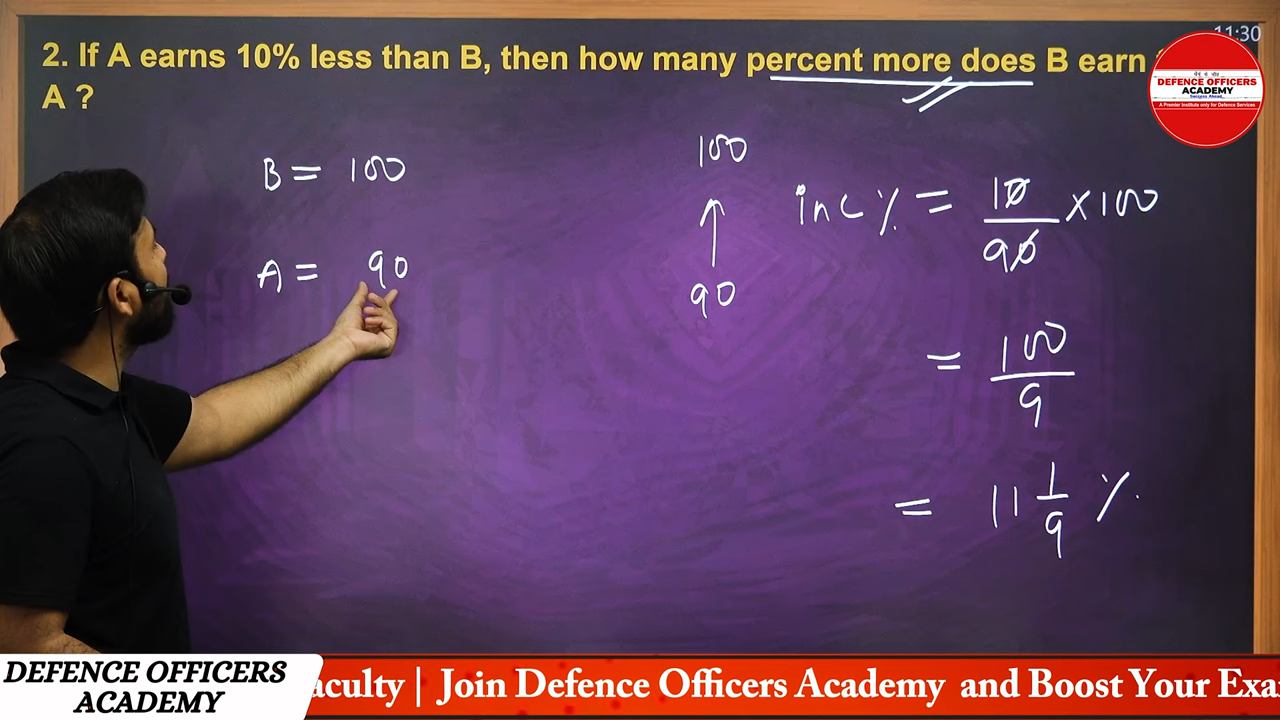 11:30
2. If A earns 10% less than B, then how many percent more does B earn
A ?
DEFENCE OFFICERS
ACADEMY
Success Ahead..
A Premier Institute only for Defence Services
B = 100
A = 90
100
↑
90
inc % = 10/90 × 100
= 100/9
= 11 1/9 %
DEFENCE OFFICERS
ACADEMY
aculty | Join Defence Officers Academy and Boost Your Exa